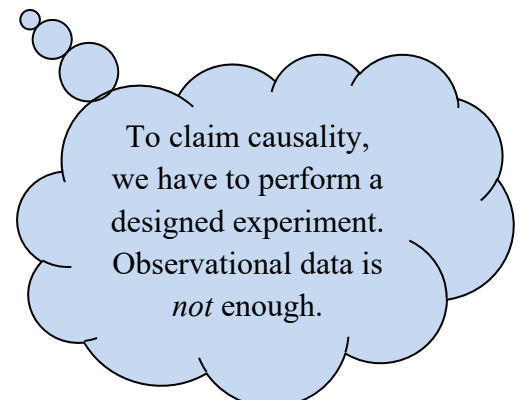 To claim causality,
we have to perform a
designed experiment.
Observational data is
not enough.